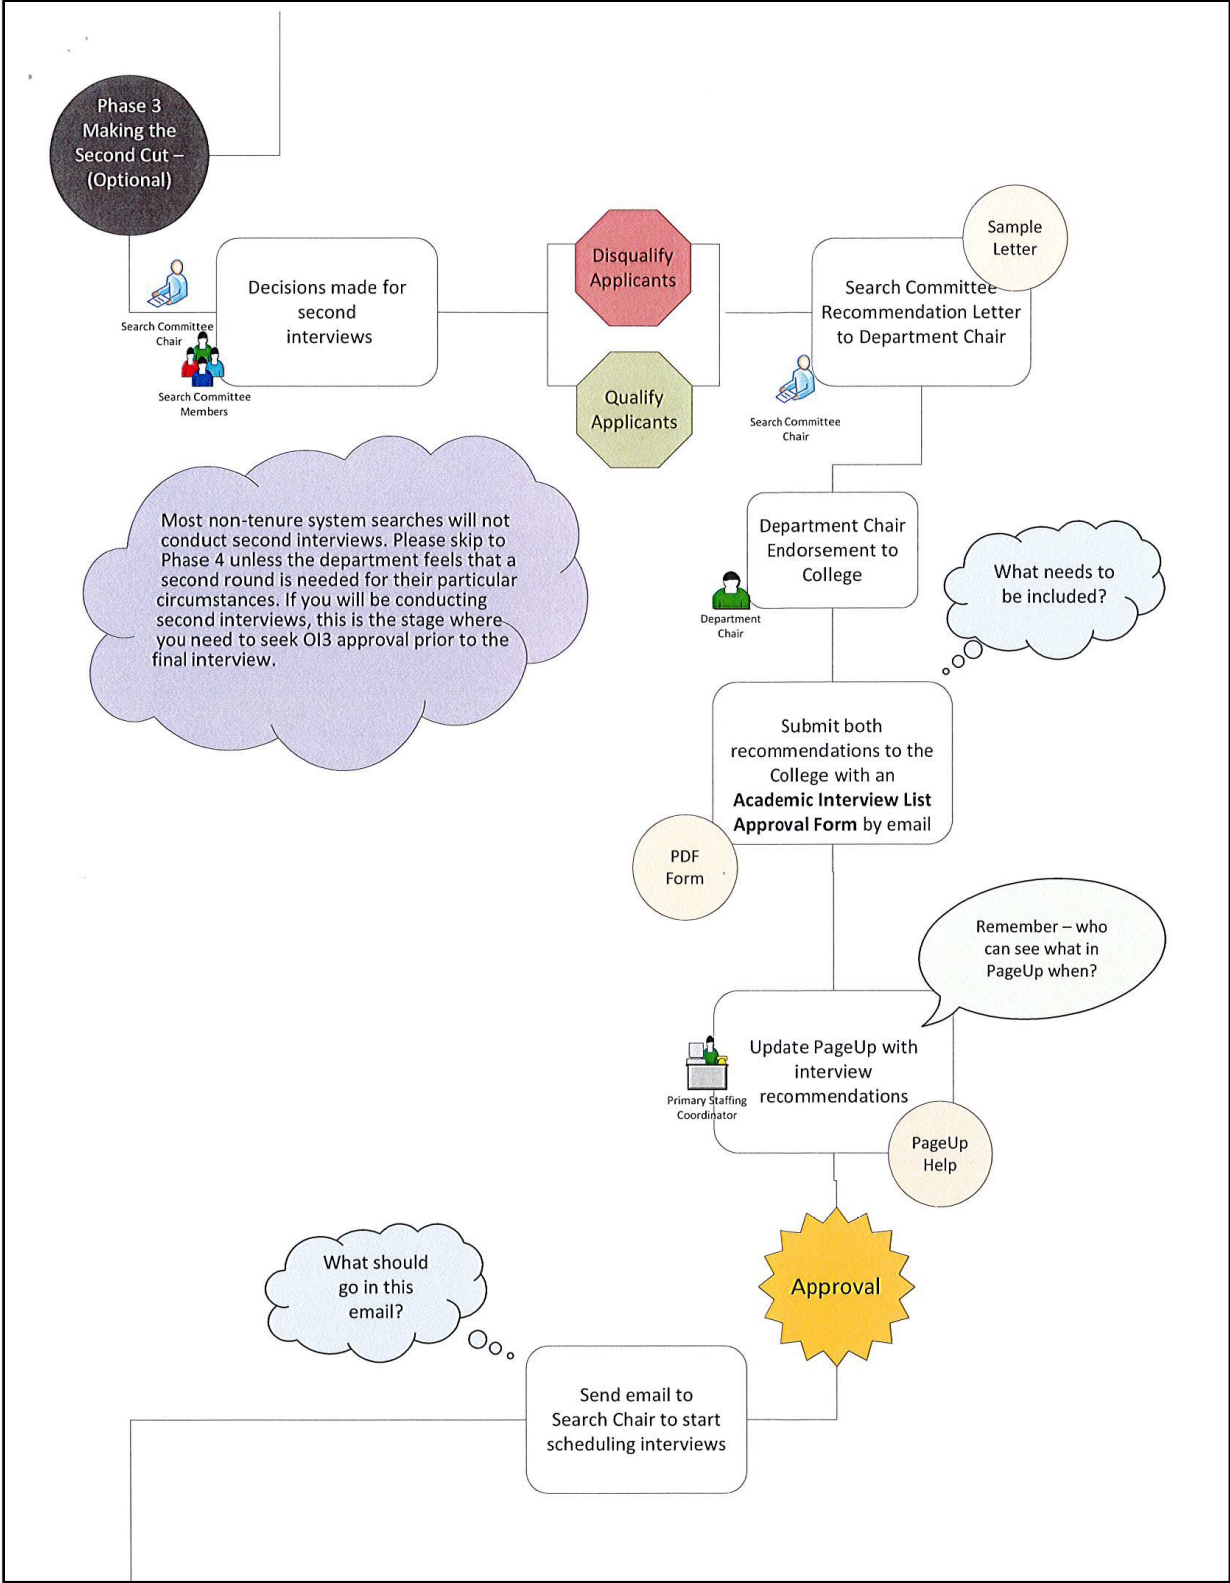 Phase 3
Making the
Second Cut –
(Optional)
Search Committee
Chair
Search Committee
Members
Decisions made for
second
interviews
Disqualify
Applicants
Qualify
Applicants
Sample
Letter
Search Committee
Recommendation Letter
to Department Chair
Search Committee
Chair
Most non-tenure system searches will not
conduct second interviews. Please skip to
Phase 4 unless the department feels that a
second round is needed for their particular
circumstances. If you will be conducting
second interviews, this is the stage where
you need to seek OI3 approval prior to the
final interview.
Department Chair
Endorsement to
College
Department
Chair
What needs to
be included?
Submit both
recommendations to the
College with an
Academic Interview List
Approval Form by email
PDF
Form
Remember – who
can see what in
PageUp when?
Update PageUp with
interview
recommendations
Primary Staffing
Coordinator
PageUp
Help
Approval
What should
go in this
email?
Send email to
Search Chair to start
scheduling interviews